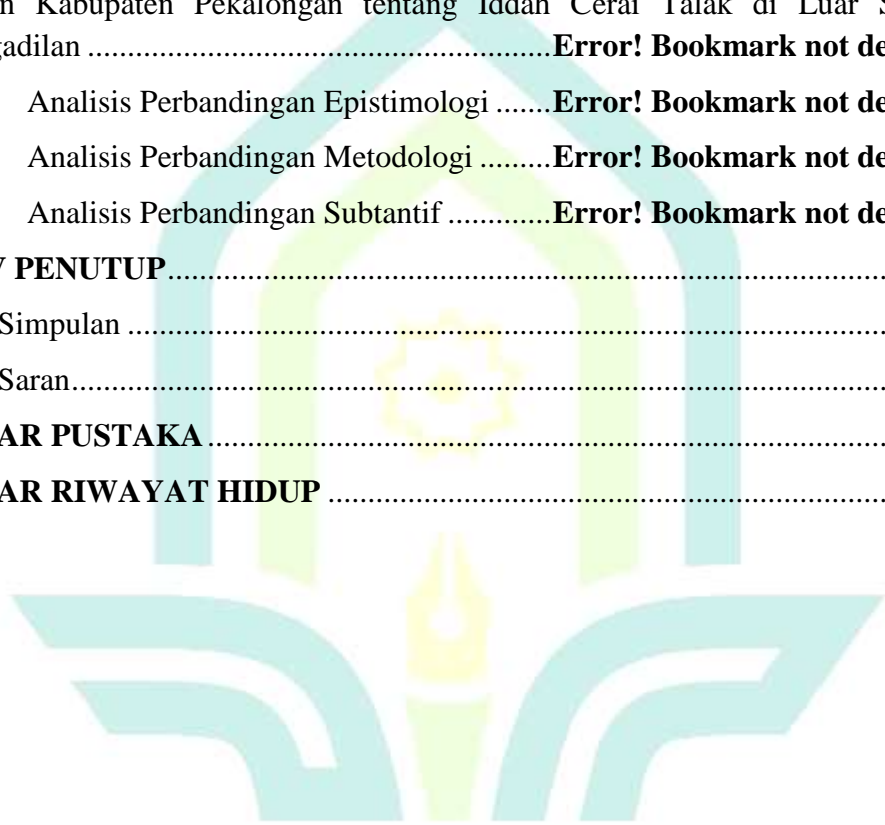 n Kabupaten Pekalongan tentang Iddah Cerai Talak di Luar S
gadilan ....................................................................Error! Bookmark not de
Analisis Perbandingan Epistimologi .......Error! Bookmark not de
Analisis Perbandingan Metodologi .........Error! Bookmark not de
Analisis Perbandingan Subtantif .............Error! Bookmark not de
PENUTUP................................................................................................
Simpulan ................................................................................................
Saran................................................................................................
AR PUSTAKA................................................................................................
AR RIWAYAT HIDUP ................................................................................